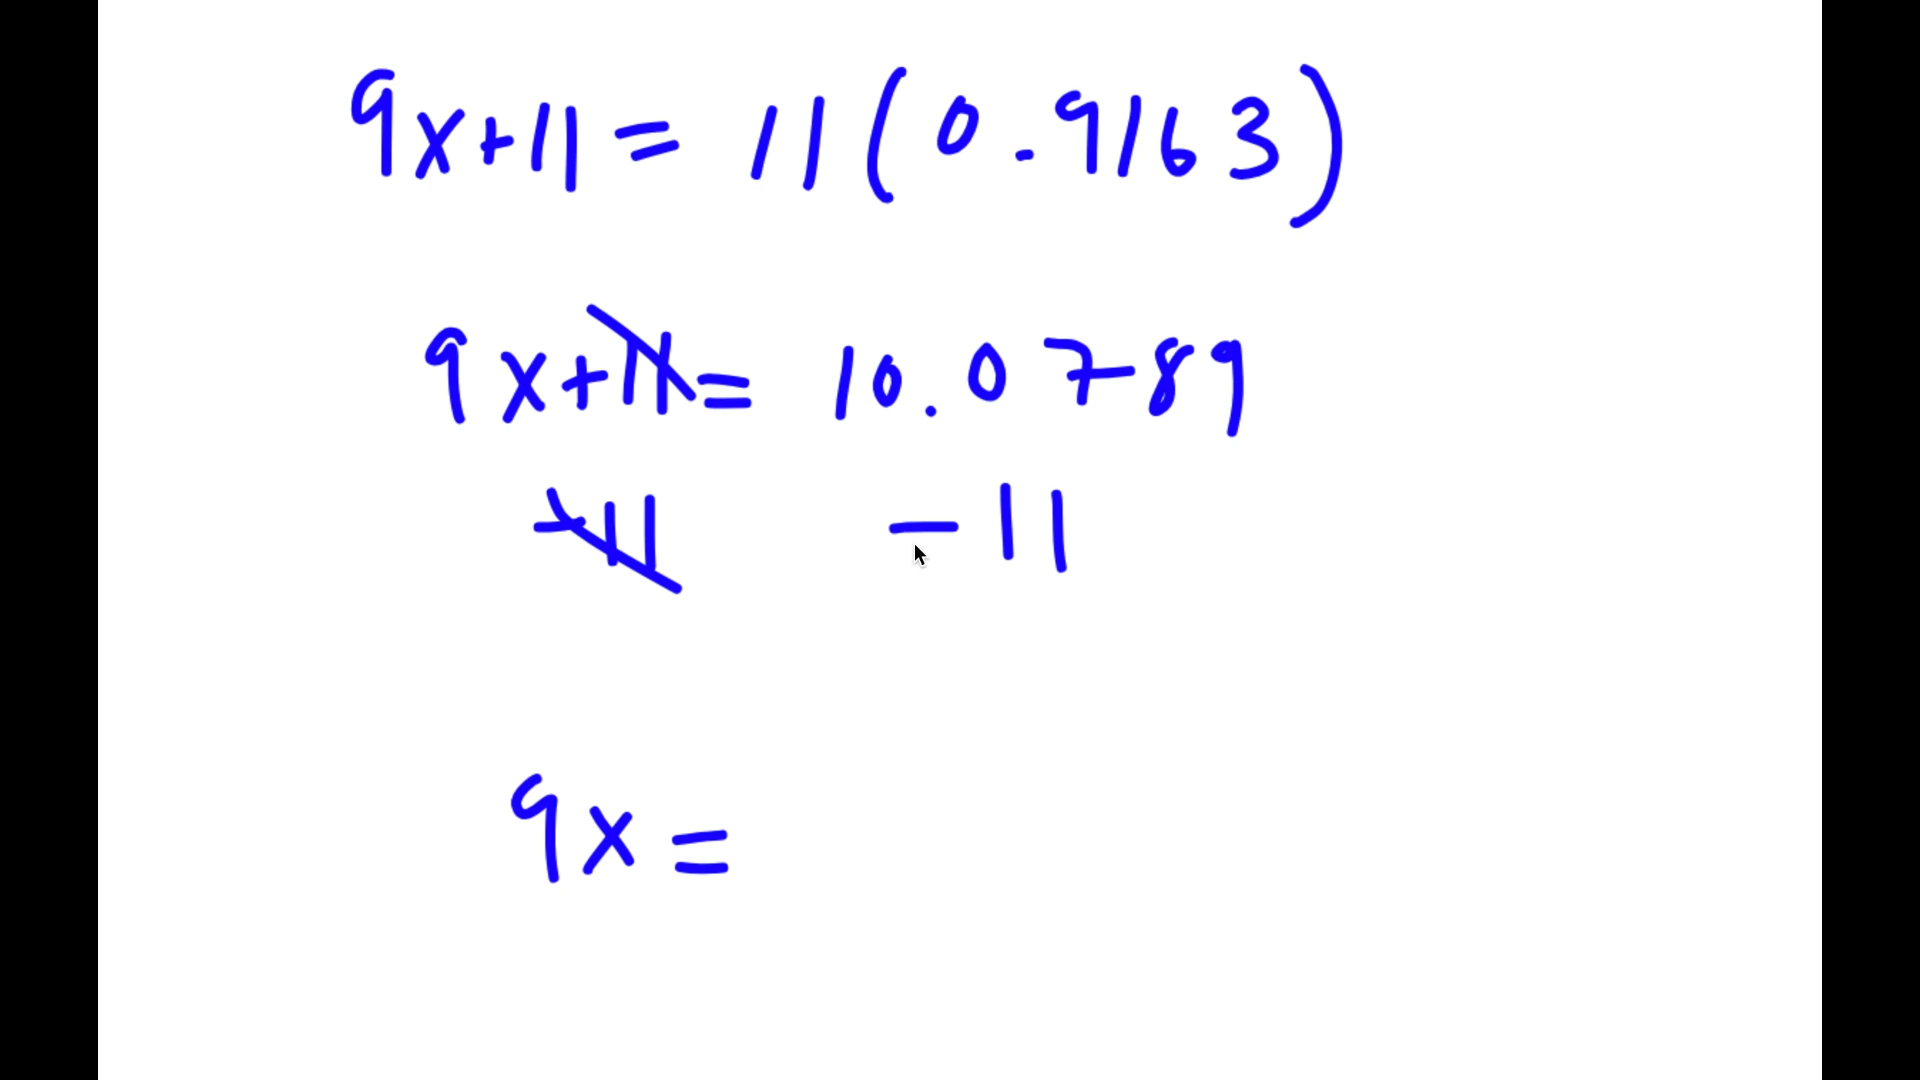 9x+11= 11(0.9163)
9x+11= 10.0789
-11 -11
9x=